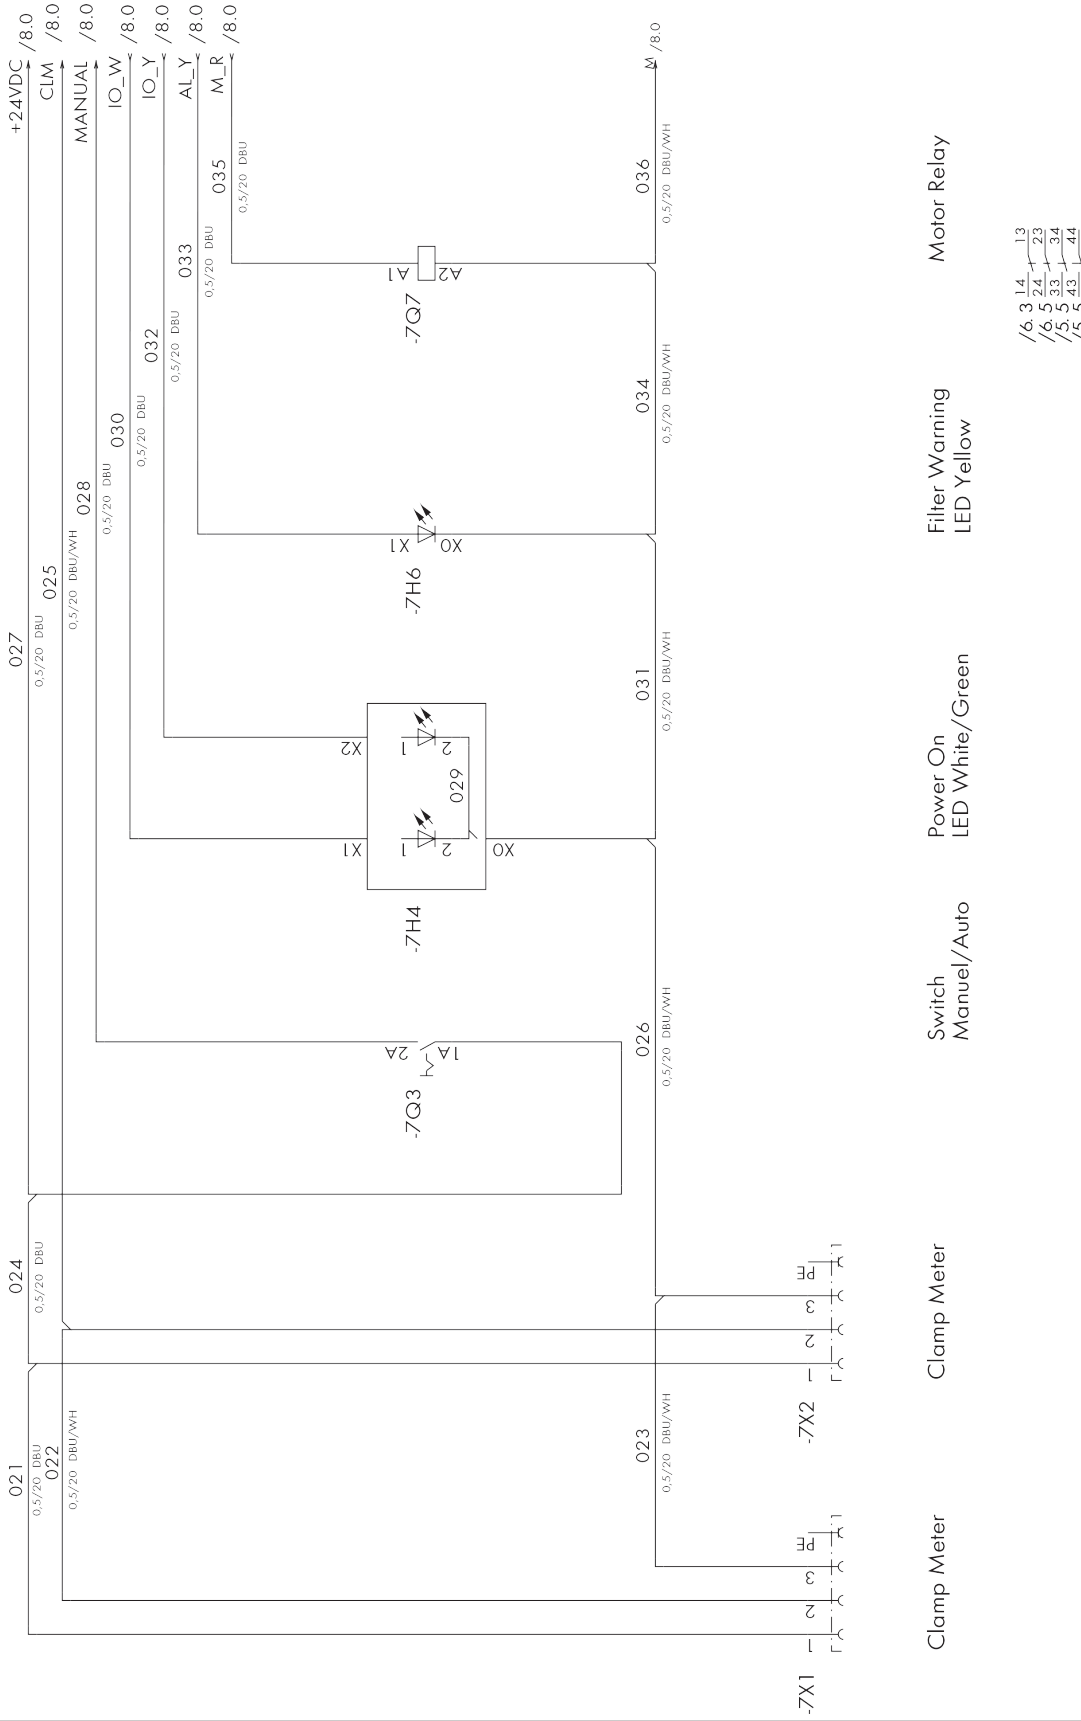 +24VDC /8.0
CLM /8.0
MANUAL /8.0
IO_W /8.0
IO_Y /8.0
AL_Y /8.0
M_R /8.0
M /8.0
021
0,5/20 DBU
022
0,5/20 DBU/WH
024
0,5/20 DBU
027
0,5/20 DBU
025
0,5/20 DBU/WH
028
0,5/20 DBU
030
0,5/20 DBU
032
0,5/20 DBU
033
0,5/20 DBU
035
0,5/20 DBU
-7Q3
2A
1A
-7H4
X1
X2
1
2
1
2
029
X0
-7H6
X1
X0
-7Q7
A1
A2
023
0,5/20 DBU/WH
026
0,5/20 DBU/WH
031
0,5/20 DBU/WH
034
0,5/20 DBU/WH
036
0,5/20 DBU/WH
-7X1
1
2
3
PE
-7X2
1
2
3
PE
Clamp Meter
Clamp Meter
Switch
Manuel/Auto
Power On
LED White/Green
Filter Warning
LED Yellow
Motor Relay
/6.3 14 13
/6.5 24 23
/5.5 33 34
/5.5 43 44